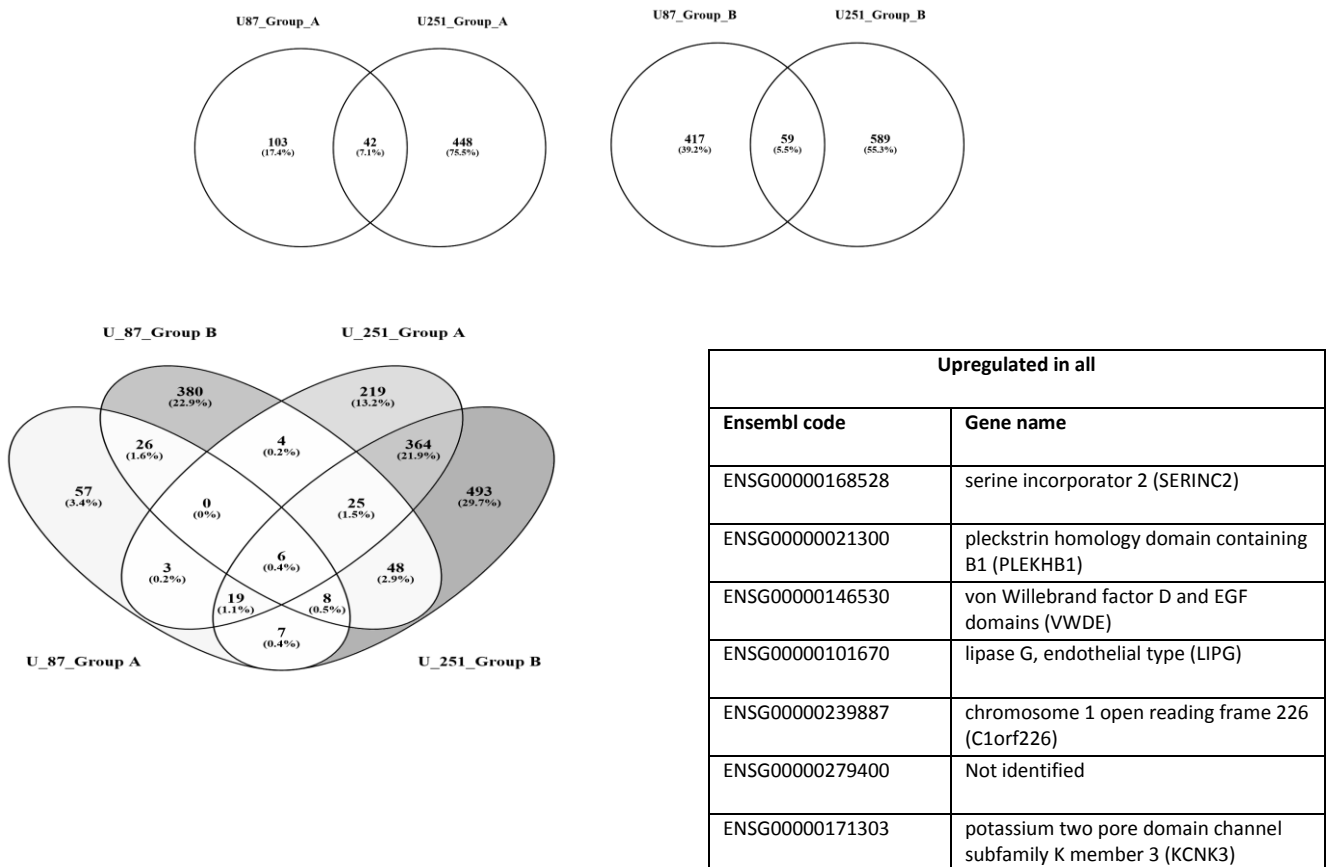 U87_Group_A
U251_Group_A
103
(17.4%)
42
(7.1%)
448
(75.5%)
U87_Group_B
U251_Group_B
417
(39.2%)
59
(5.5%)
589
(55.3%)
U_87_Group B
U_251_Group A
380
(22.9%)
219
(13.2%)
26
(1.6%)
4
(0.2%)
364
(21.9%)
57
(3.4%)
0
(0%)
25
(1.5%)
493
(29.7%)
3
(0.2%)
6
(0.4%)
48
(2.9%)
19
(1.1%)
8
(0.5%)
7
(0.4%)
U_87_Group A
U_251_Group B
Upregulated in all
Ensembl code
Gene name
ENSG00000168528
serine incorporator 2 (SERINC2)
ENSG00000021300
pleckstrin homology domain containing
B1 (PLEKHB1)
ENSG00000146530
von Willebrand factor D and EGF
domains (VWDE)
ENSG00000101670
lipase G, endothelial type (LIPG)
ENSG00000239887
chromosome 1 open reading frame 226
(C1orf226)
ENSG00000279400
Not identified
ENSG00000171303
potassium two pore domain channel
subfamily K member 3 (KCNK3)